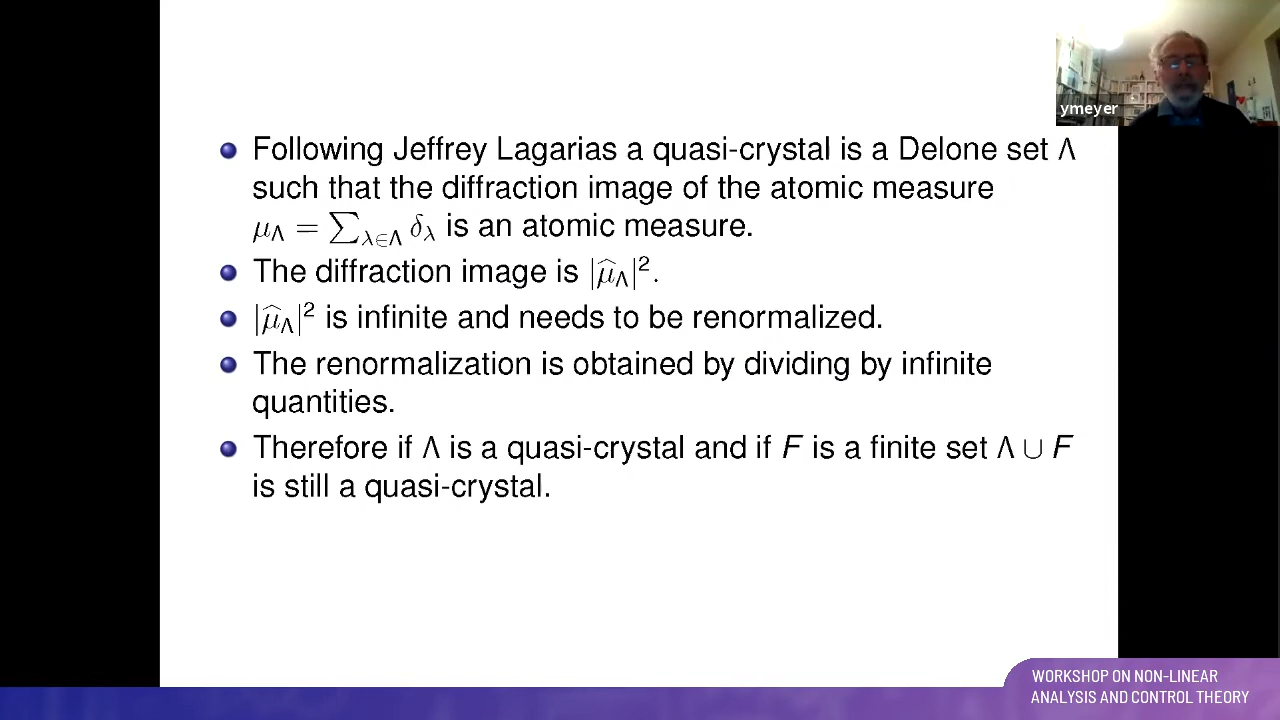 ymeyer
Following Jeffrey Lagarias a quasi-crystal is a Delone set Λ
such that the diffraction image of the atomic measure
μ_Λ = ∑_{λ∈Λ} δ_λ is an atomic measure.
The diffraction image is |μ̂_Λ|².
|μ̂_Λ|² is infinite and needs to be renormalized.
The renormalization is obtained by dividing by infinite
quantities.
Therefore if Λ is a quasi-crystal and if F is a finite set Λ ∪ F
is still a quasi-crystal.
WORKSHOP ON NON-LINEAR
ANALYSIS AND CONTROL THEORY